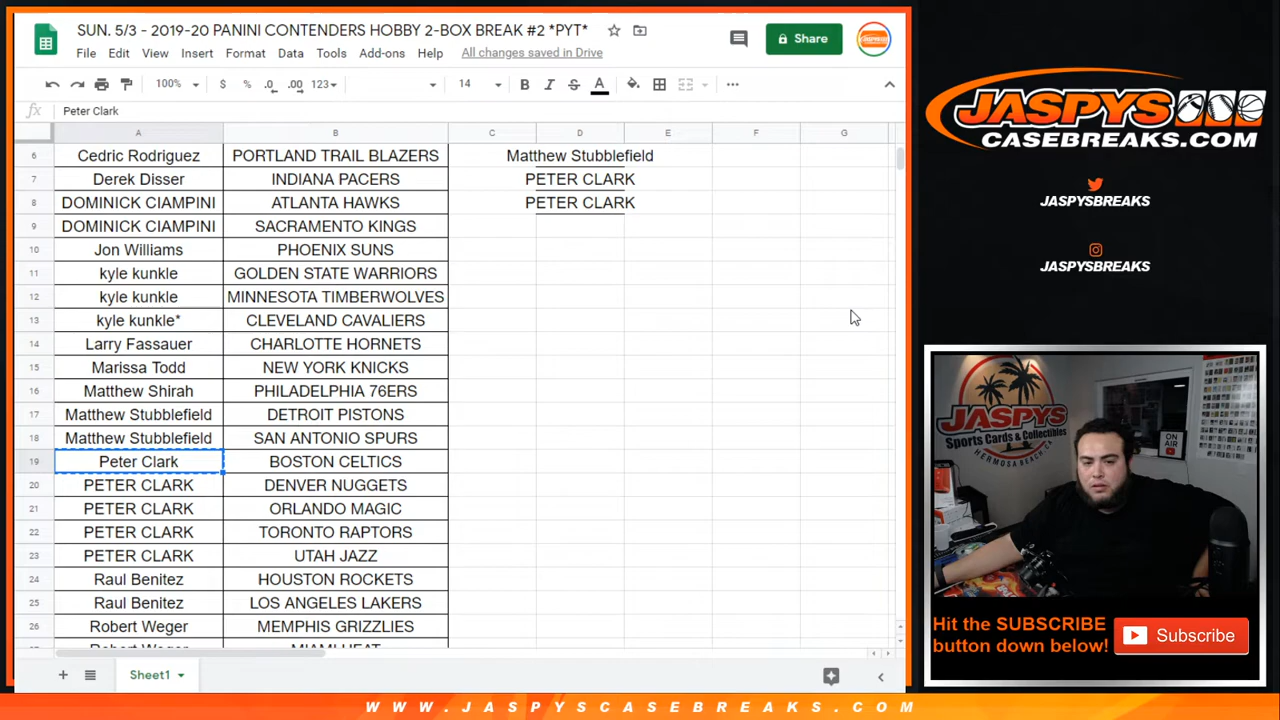 SUN. 5/3 - 2019-20 PANINI CONTENDERS HOBBY 2-BOX BREAK #2 *PYT*
File Edit View Insert Format Data Tools Add-ons Help All changes saved in Drive
Share
100% $ % .0 .00 123 14 B I S A
fx Peter Clark
A B C D E F G
6 Cedric Rodriguez PORTLAND TRAIL BLAZERS Matthew Stubblefield
7 Derek Disser INDIANA PACERS PETER CLARK
8 DOMINICK CIAMPINI ATLANTA HAWKS PETER CLARK
9 DOMINICK CIAMPINI SACRAMENTO KINGS
10 Jon Williams PHOENIX SUNS
11 kyle kunkle GOLDEN STATE WARRIORS
12 kyle kunkle MINNESOTA TIMBERWOLVES
13 kyle kunkle* CLEVELAND CAVALIERS
14 Larry Fassauer CHARLOTTE HORNETS
15 Marissa Todd NEW YORK KNICKS
16 Matthew Shirah PHILADELPHIA 76ERS
17 Matthew Stubblefield DETROIT PISTONS
18 Matthew Stubblefield SAN ANTONIO SPURS
19 Peter Clark BOSTON CELTICS
20 PETER CLARK DENVER NUGGETS
21 PETER CLARK ORLANDO MAGIC
22 PETER CLARK TORONTO RAPTORS
23 PETER CLARK UTAH JAZZ
24 Raul Benitez HOUSTON ROCKETS
25 Raul Benitez LOS ANGELES LAKERS
26 Robert Weger MEMPHIS GRIZZLIES
Robert Weger MIAMI HEAT
Sheet1
JASPYS
CASEBREAKS.COM
JASPYSBREAKS
JASPYSBREAKS
JASPYS
Sports Cards & Collectibles
HERMOSA BEACH, CA
ON AIR
Hit the SUBSCRIBE
button down below!
Subscribe
WWW.JASPYSCASEBREAKS.COM